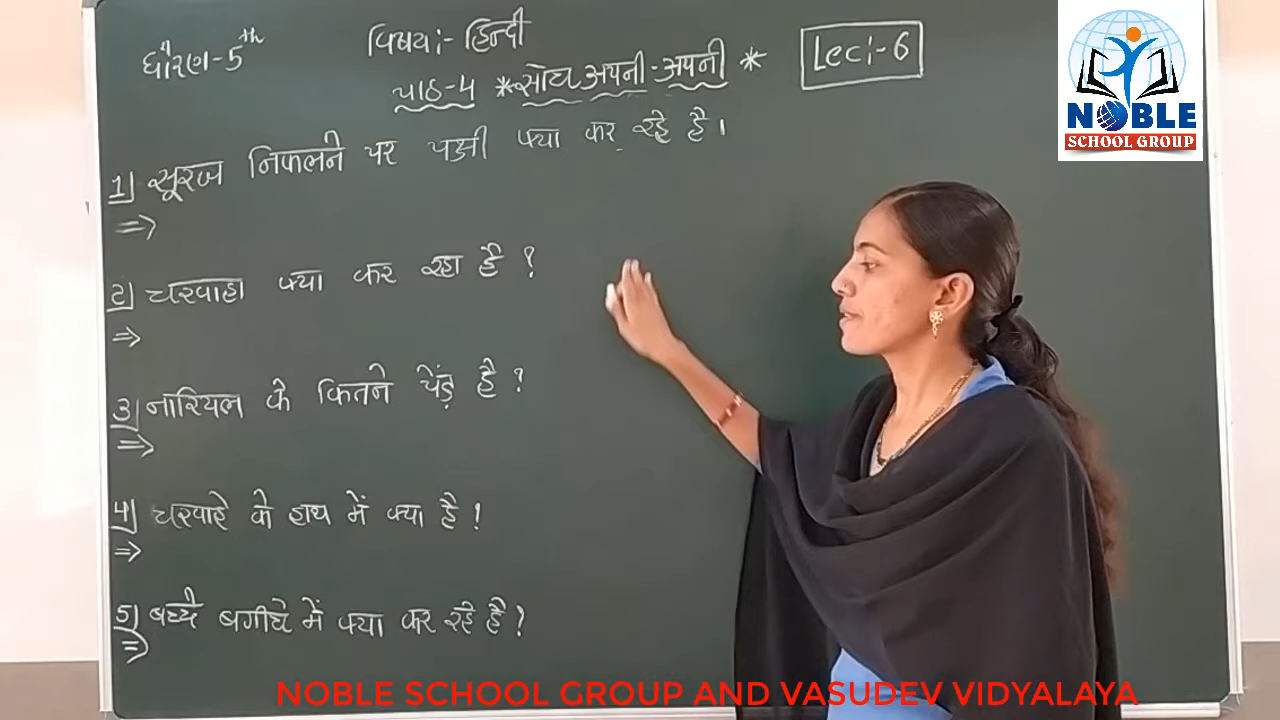 धोरण-5th
विषय:- हिन्दी
पाठ-4 *सोच अपनी-अपनी *
Lec:-6
1) सूरज निकलने पर पक्षी क्या कर रहे है।
=>
2) चरवाहा क्या कर रहा है ?
=>
3) नारियल के कितने पेंड़ है ?
=>
4) चरवाहे के हाथ में क्या है !
=>
5) बच्चे बगीचे में क्या कर रहे है ?
=>
NOBLE
SCHOOL GROUP
NOBLE SCHOOL GROUP AND VASUDEV VIDYALAYA